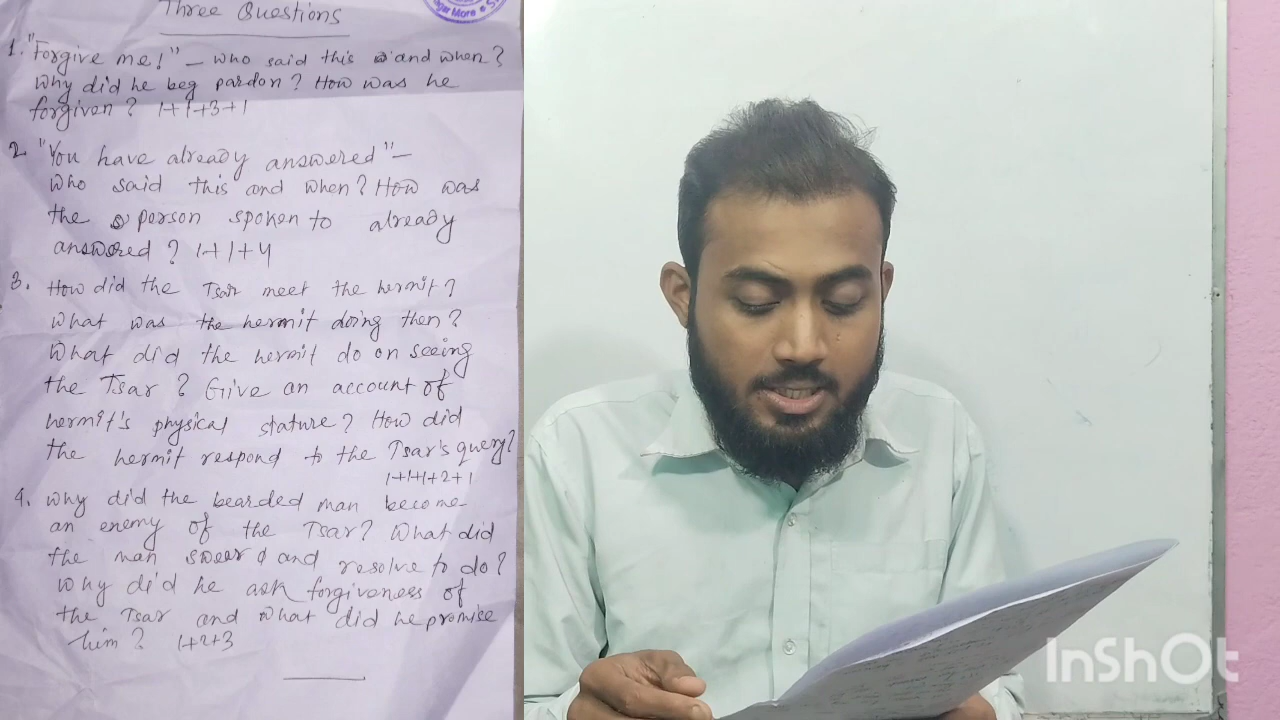 Three Questions
gar More
1. "Forgive me!" – who said this and when?
Why did he beg pardon? How was he
forgiven? 1+1+3+1
2. "You have already answered" –
who said this and when? How was
the person spoken to already
answered? 1+1+4
3. How did the Tsar meet the hermit?
What was the hermit doing then?
What did the hermit do on seeing
the Tsar? Give an account of
hermit's physical stature? How did
the hermit respond to the Tsar's query?
1+1+1+2+1
4. Why did the bearded man become
an enemy of the Tsar? What did
the man swear and resolve to do?
Why did he ask forgiveness of
the Tsar and what did he promise
him? 1+2+3
InShOt